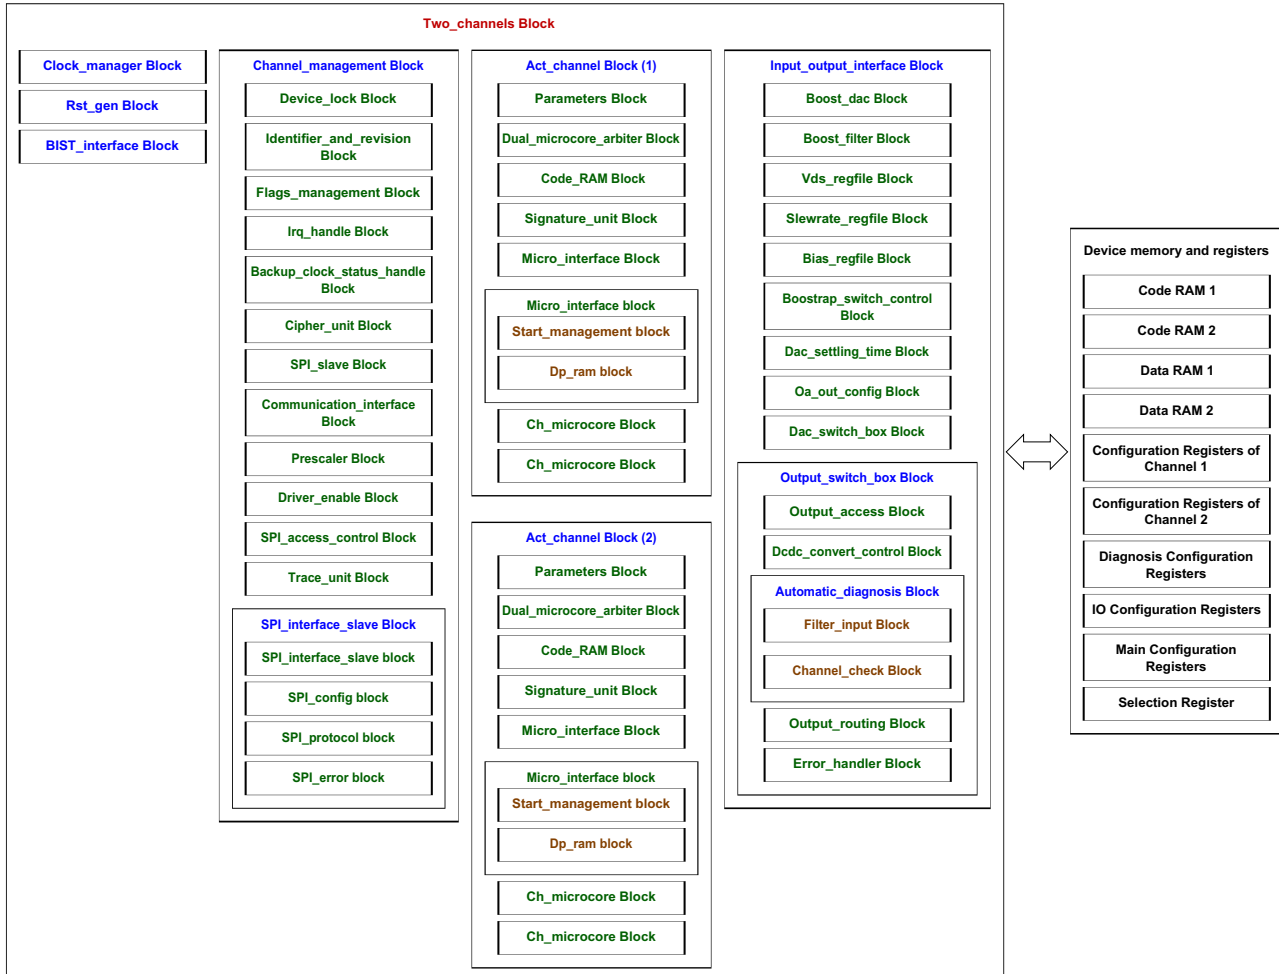 Two_channels Block
Clock_manager Block
Rst_gen Block
BIST_interface Block
Channel_management Block
Device_lock Block
Identifier_and_revision
Block
Flags_management Block
Irq_handle Block
Backup_clock_status_handle
Block
Cipher_unit Block
SPI_slave Block
Communication_interface
Block
Prescaler Block
Driver_enable Block
SPI_access_control Block
Trace_unit Block
SPI_interface_slave Block
SPI_interface_slave block
SPI_config block
SPI_protocol block
SPI_error block
Act_channel Block (1)
Parameters Block
Dual_microcore_arbiter Block
Code_RAM Block
Signature_unit Block
Micro_interface Block
Micro_interface block
Start_management block
Dp_ram block
Ch_microcore Block
Ch_microcore Block
Act_channel Block (2)
Parameters Block
Dual_microcore_arbiter Block
Code_RAM Block
Signature_unit Block
Micro_interface Block
Micro_interface block
Start_management block
Dp_ram block
Ch_microcore Block
Ch_microcore Block
Input_output_interface Block
Boost_dac Block
Boost_filter Block
Vds_regfile Block
Slewrate_regfile Block
Bias_regfile Block
Boostrap_switch_control
Block
Dac_settling_time Block
Oa_out_config Block
Dac_switch_box Block
Output_switch_box Block
Output_access Block
Dcdc_convert_control Block
Automatic_diagnosis Block
Filter_input Block
Channel_check Block
Output_routing Block
Error_handler Block
Device memory and registers
Code RAM 1
Code RAM 2
Data RAM 1
Data RAM 2
Configuration Registers of
Channel 1
Configuration Registers of
Channel 2
Diagnosis Configuration
Registers
IO Configuration Registers
Main Configuration
Registers
Selection Register